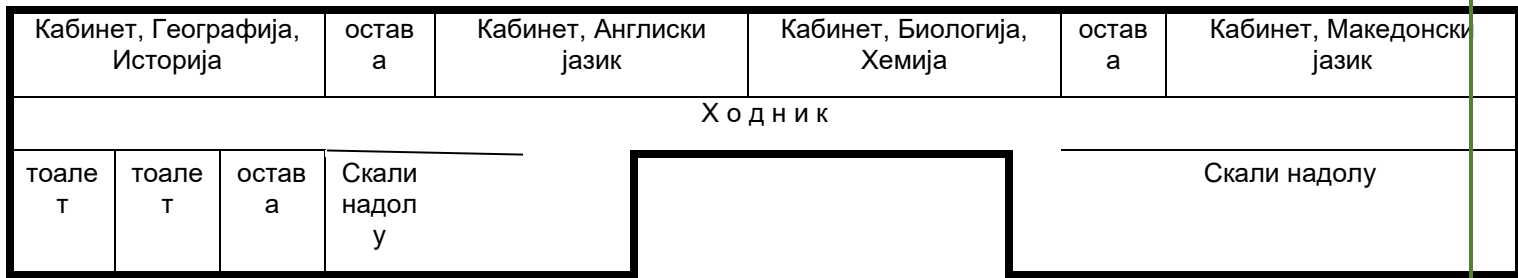 Кабинет, Географија,
Историја
остав
а
Кабинет, Англиски
јазик
Кабинет, Биологија,
Хемија
остав
а
Кабинет, Македонски
јазик
Х о д н и к
тоале
т
тоале
т
остав
а
Скали
надол
у
Скали надолу